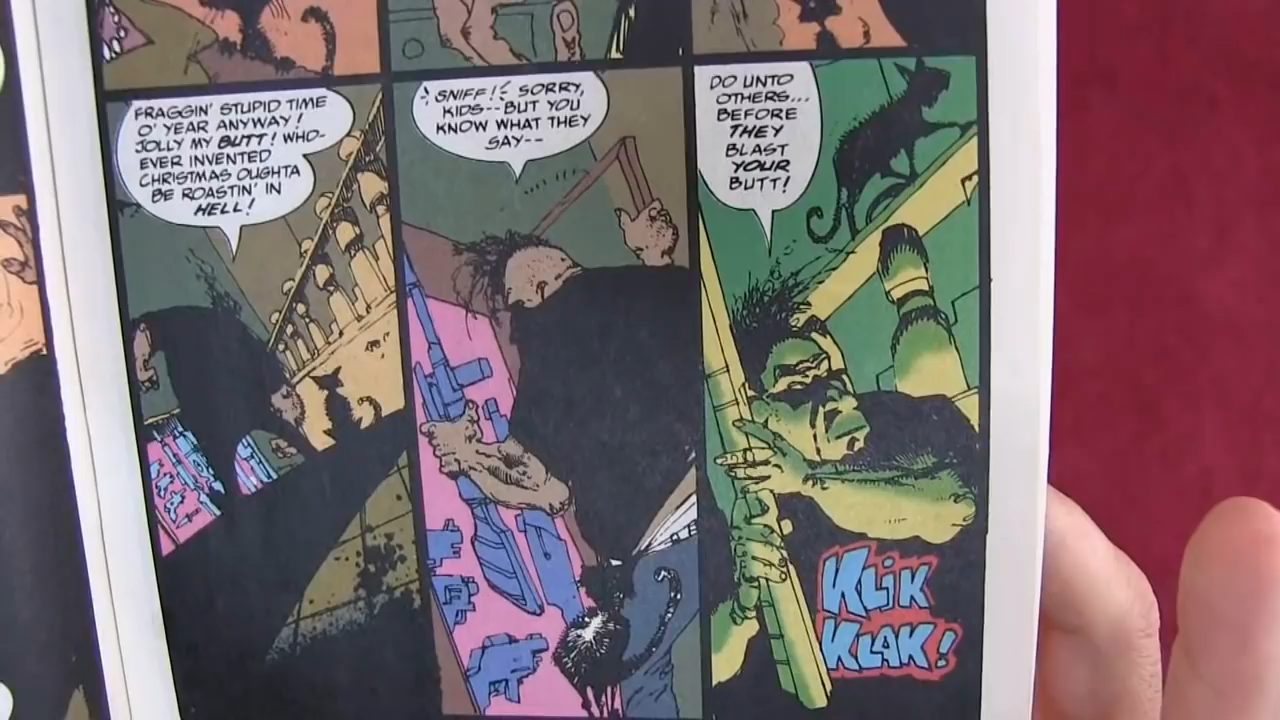 FRAGGIN' STUPID TIME
O' YEAR ANYWAY!
JOLLY MY BUTT! WHO-
EVER INVENTED
CHRISTMAS OUGHTA
BE ROASTIN' IN
HELL!
SNIFF! SORRY,
KIDS--BUT YOU
KNOW WHAT THEY
SAY--
DO UNTO
OTHERS...
BEFORE
THEY
BLAST
YOUR
BUTT!
KLIK
KLAK!